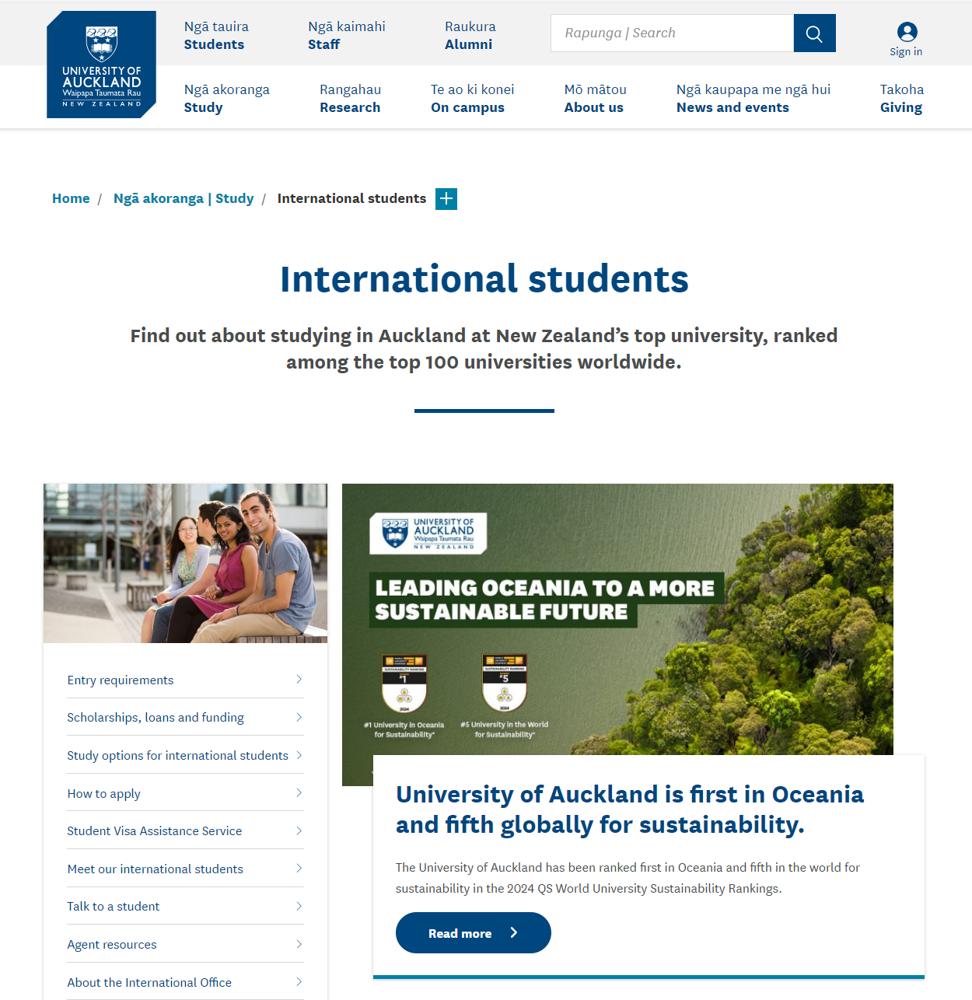 UNIVERSITY OF
AUCKLAND
Waipapa Taumata Rau
NEW ZEALAND
Ngā tauira
Students
Ngā kaimahi
Staff
Raukura
Alumni
Rapunga | Search
Sign in
Ngā akoranga
Study
Rangahau
Research
Te ao ki konei
On campus
Mō mātou
About us
Ngā kaupapa me ngā hui
News and events
Takoha
Giving
Home / Ngā akoranga | Study / International students
International students
Find out about studying in Auckland at New Zealand’s top university, ranked
among the top 100 universities worldwide.
Entry requirements
Scholarships, loans and funding
Study options for international students
How to apply
Student Visa Assistance Service
Meet our international students
Talk to a student
Agent resources
About the International Office
UNIVERSITY OF
AUCKLAND
Waipapa Taumata Rau
NEW ZEALAND
LEADING OCEANIA TO A MORE
SUSTAINABLE FUTURE
SUSTAINABILITY RANKING
#1
2024
SUSTAINABILITY RANKING
#5
2024
#1 University in Oceania
for Sustainability*
#5 University in the World
for Sustainability*
University of Auckland is first in Oceania
and fifth globally for sustainability.
The University of Auckland has been ranked first in Oceania and fifth in the world for
sustainability in the 2024 QS World University Sustainability Rankings.
Read more